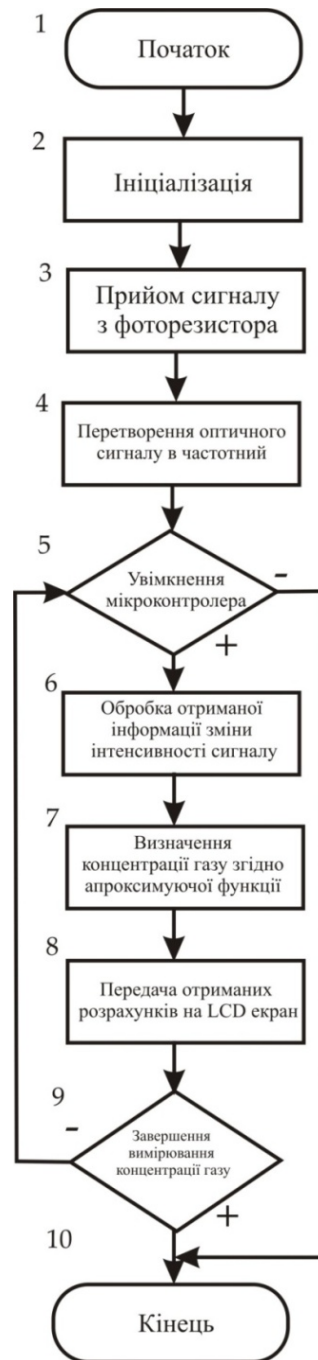 1
Початок
2
Ініціалізація
3
Прийом сигналу
з фоторезистора
4
Перетворення оптичного
сигналу в частотний
5
Увімкнення
мікроконтролера
-
+
6
Обробка отриманої
інформації зміни
інтенсивності сигналу
7
Визначення
концентрації газу згідно
апроксимуючої функції
8
Передача отриманих
розрахунків на LCD екран
9
Завершення
вимірювання
концентрації газу
-
+
10
Кінець